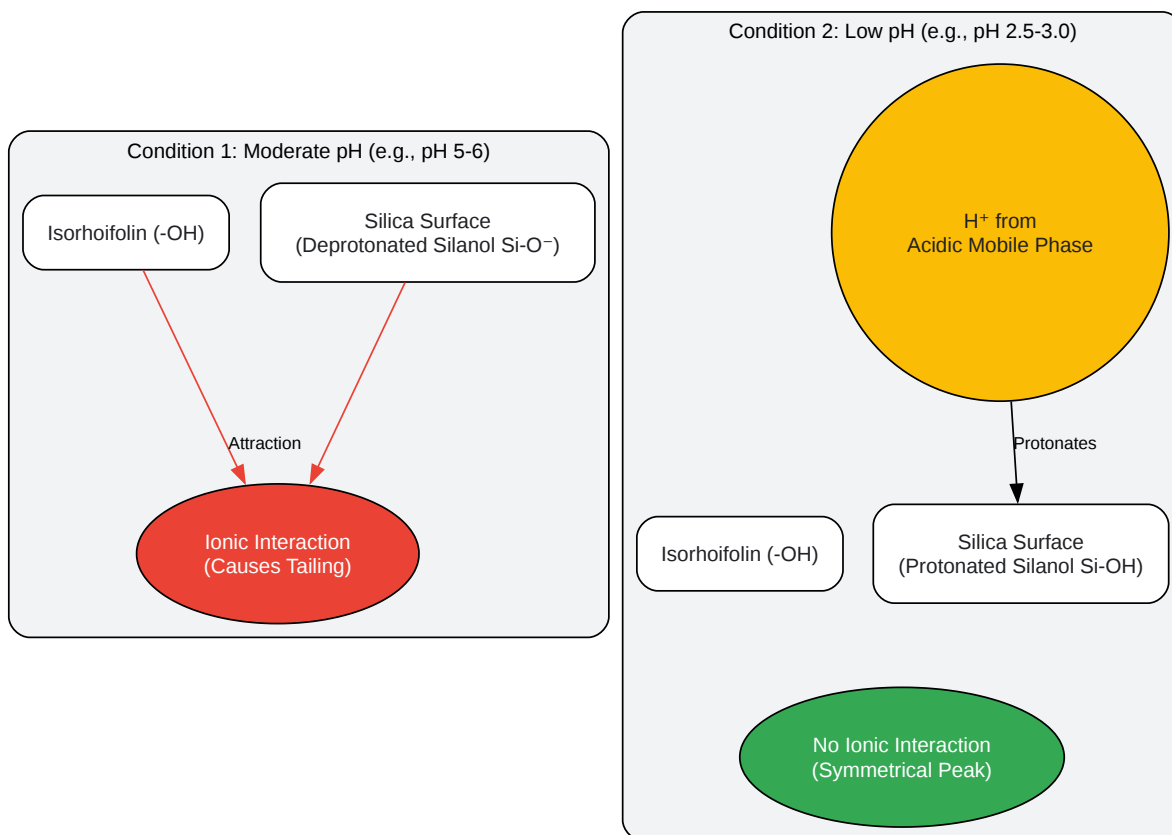 Condition 1: Moderate pH (e.g., pH 5-6)
Isorhoifolin (-OH)
Silica Surface
(Deprotonated Silanol Si-O⁻)
Attraction
Ionic Interaction
(Causes Tailing)
Condition 2: Low pH (e.g., pH 2.5-3.0)
H⁺ from
Acidic Mobile Phase
Protonates
Isorhoifolin (-OH)
Silica Surface
(Protonated Silanol Si-OH)
No Ionic Interaction
(Symmetrical Peak)